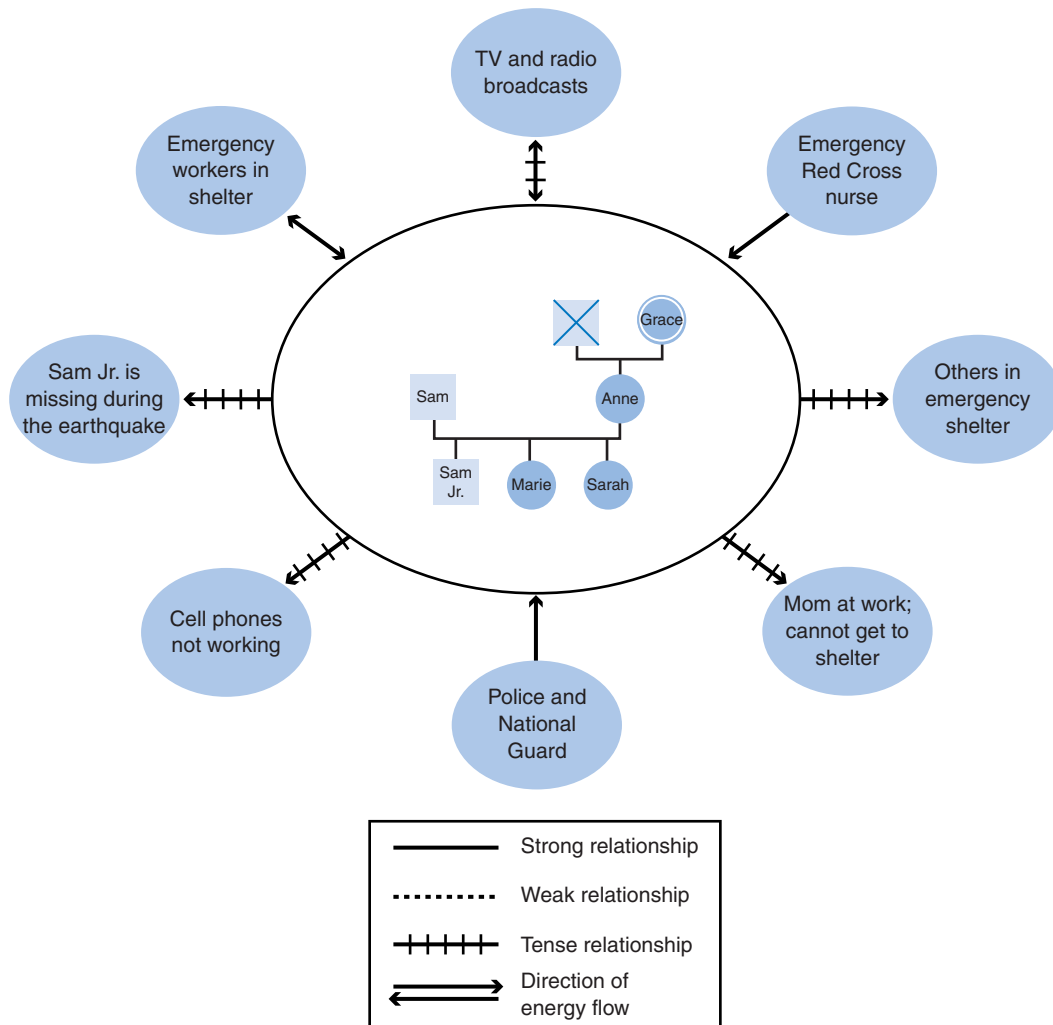 TV and radio
broadcasts
Emergency
workers in
shelter
Emergency
Red Cross
nurse
Grace
Sam
Anne
Sam
Jr.
Marie
Sarah
Sam Jr. is
missing during
the earthquake
Others in
emergency
shelter
Cell phones
not working
Mom at work;
cannot get to
shelter
Police and
National
Guard
Strong relationship
Weak relationship
Tense relationship
Direction of
energy flow